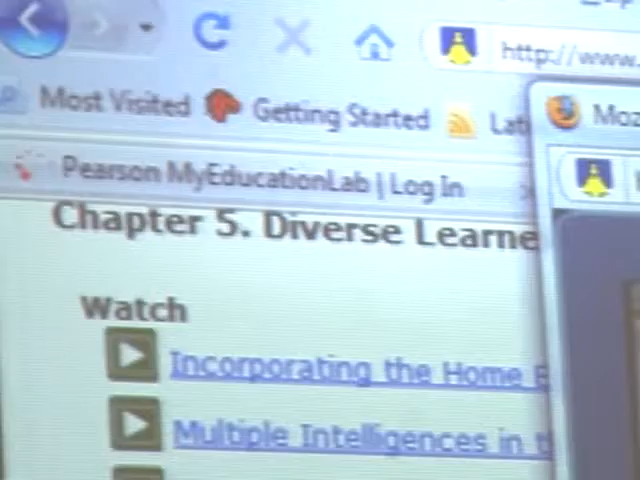 http://www.
Most Visited Getting Started
Moz
Pearson MyEducationLab | Log In
Chapter 5. Diverse Learne
Watch
Incorporating the Home E
Multiple Intelligences in t